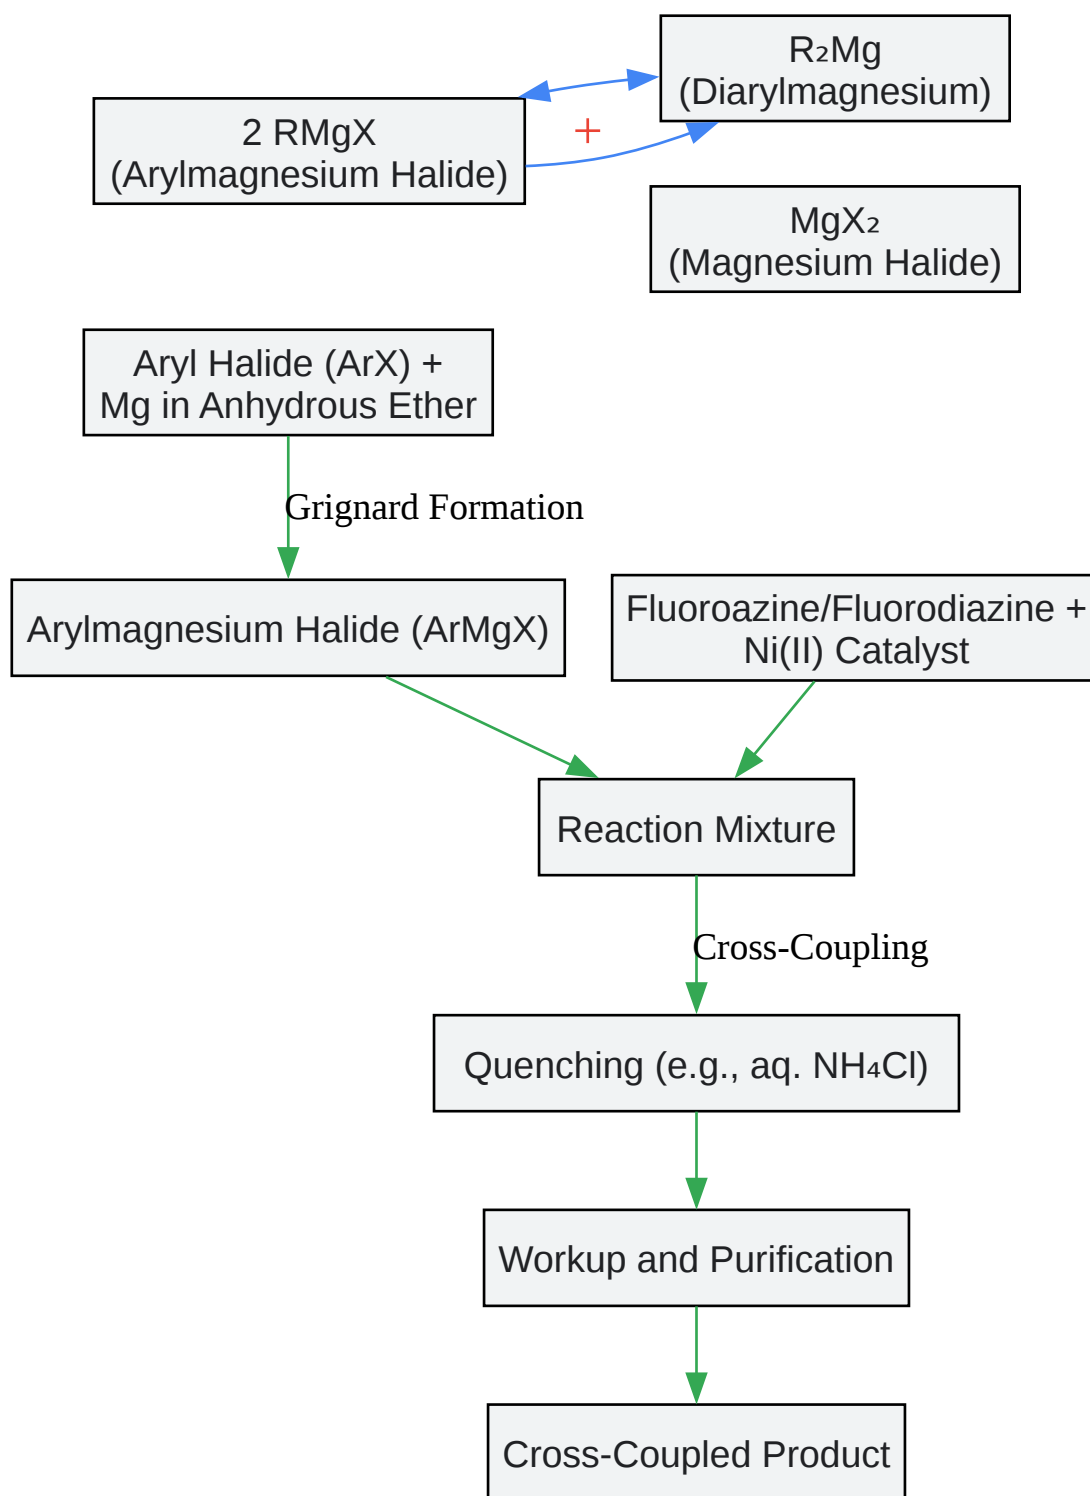 R₂Mg
(Diarylmagnesium)
2 RMgX
(Arylmagnesium Halide)
+
MgX₂
(Magnesium Halide)
Aryl Halide (ArX) +
Mg in Anhydrous Ether
Grignard Formation
Arylmagnesium Halide (ArMgX)
Fluoroazine/Fluorodiazine +
Ni(II) Catalyst
Reaction Mixture
Cross-Coupling
Quenching (e.g., aq. NH₄Cl)
Workup and Purification
Cross-Coupled Product